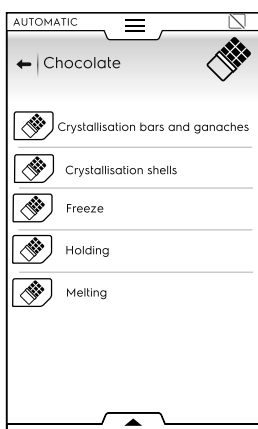 AUTOMATIC
Chocolate
Crystallisation bars and ganaches
Crystallisation shells
Freeze
Holding
Melting